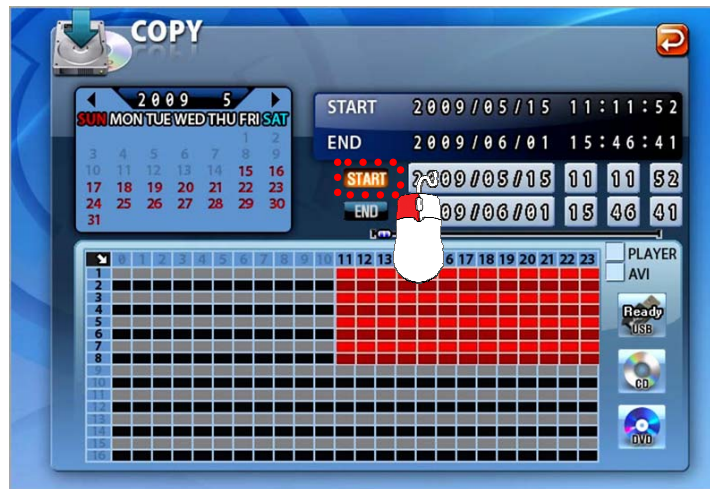 COPY
2009 5
SUN MON TUE WED THU FRI SAT
1 2
3 4 5 6 7 8 9
10 11 12 13 14 15 16
17 18 19 20 21 22 23
24 25 26 27 28 29 30
31
START 2009/05/15 11:11:52
END 2009/06/01 15:46:41
START 2009/05/15 11 11 52
END 09/06/01 15 46 41
0 1 2 3 4 5 6 7 8 9 10 11 12 13 6 17 18 19 20 21 22 23
1
2
3
4
5
6
7
8
9
10
11
12
13
14
15
16
PLAYER
AVI
Ready
USB
CD
DVD